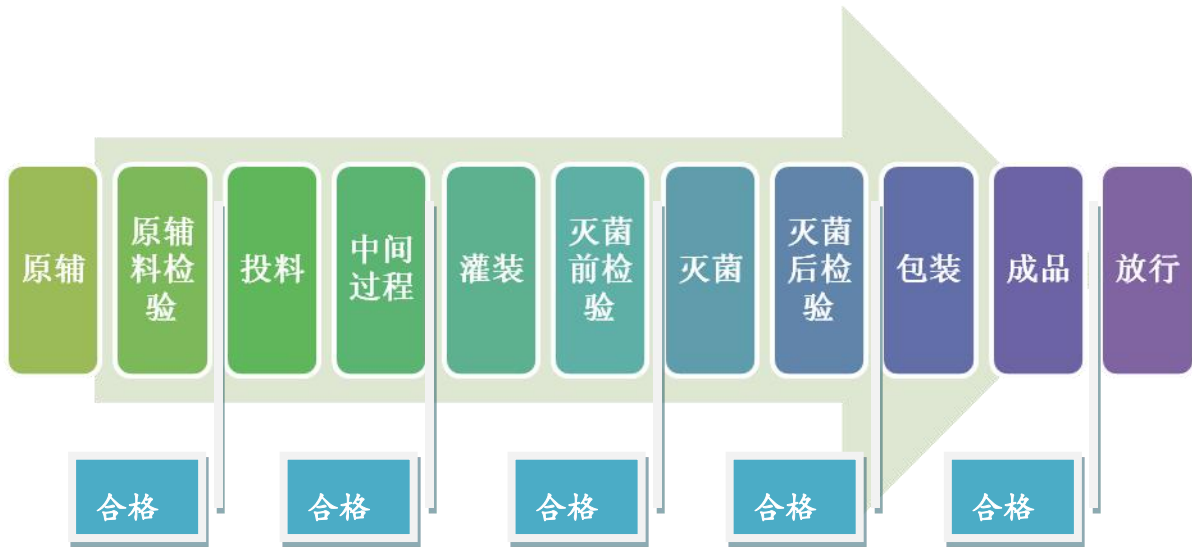 原辅
原辅
料检
验
投料
中间
过程
灌装
灭菌
前检
验
灭菌
灭菌
后检
验
包装
成品
放行
合格
合格
合格
合格
合格